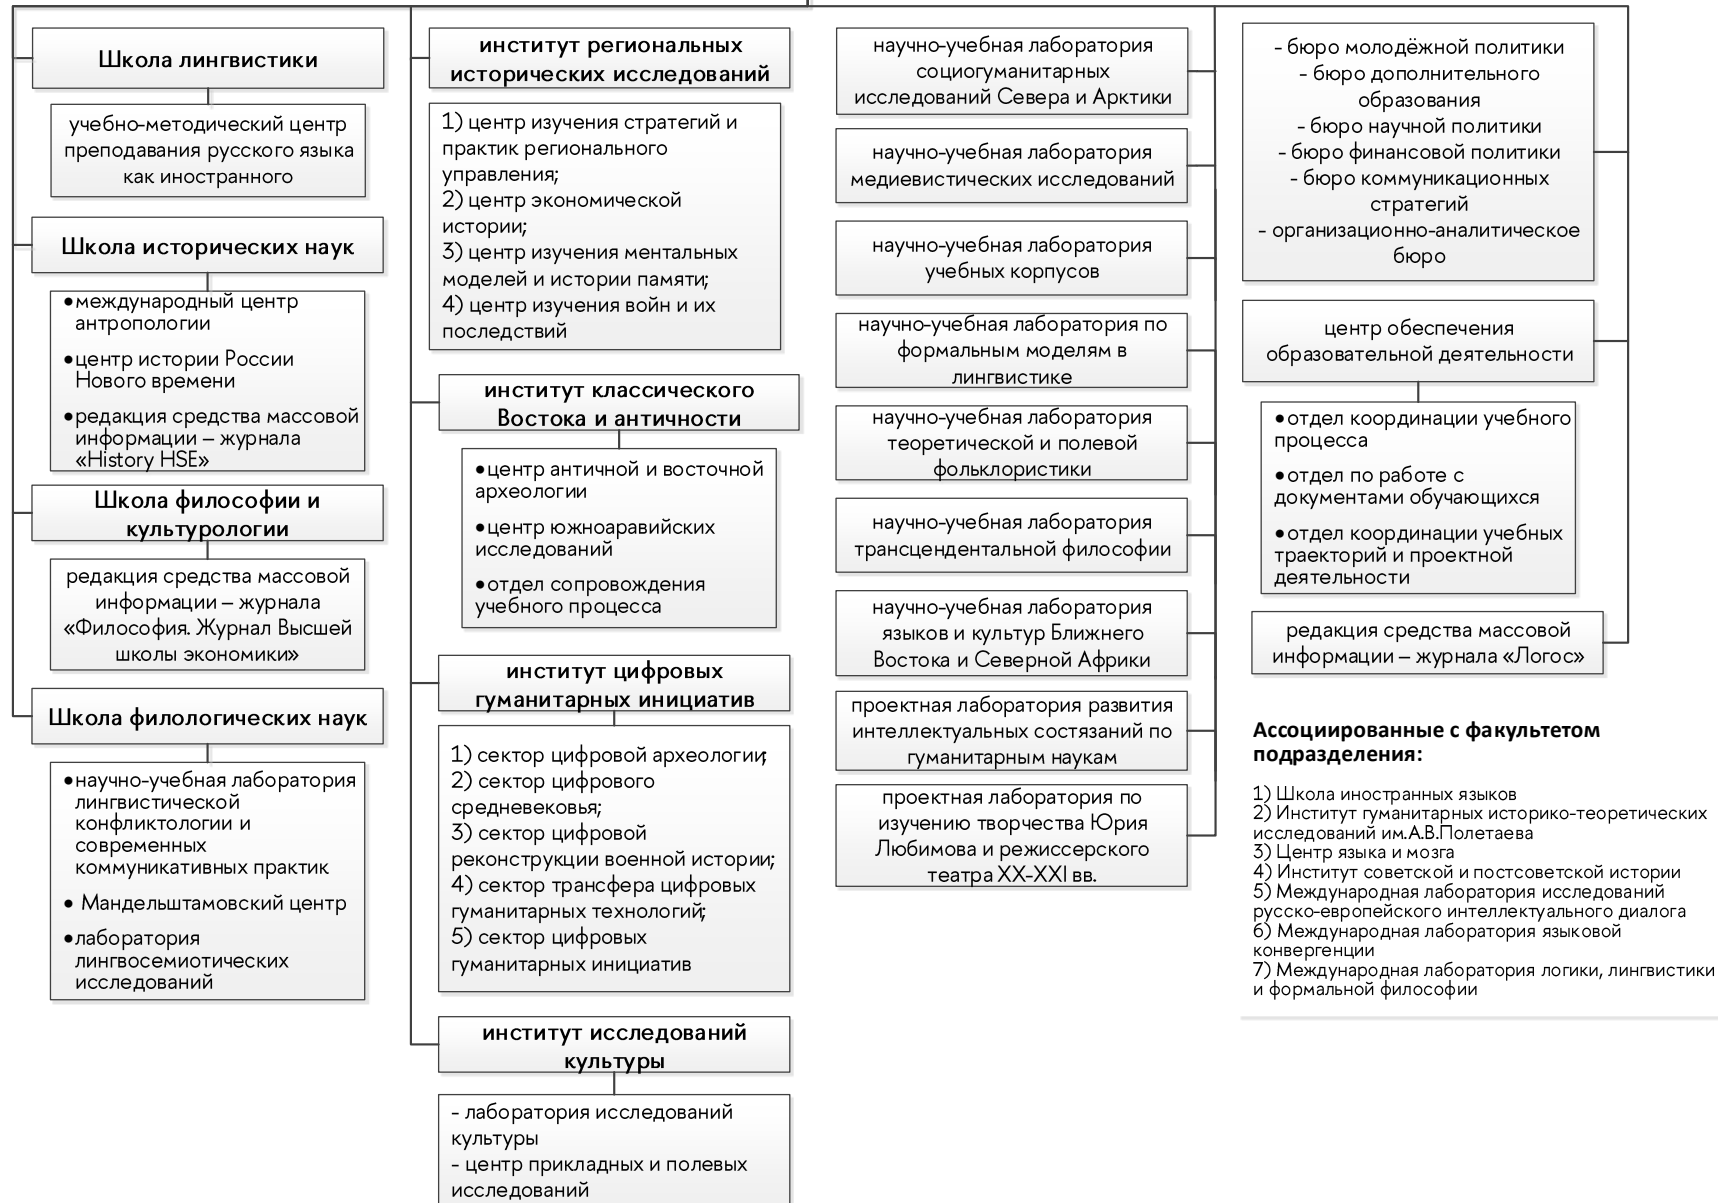 Школа лингвистики
учебно-методический центр
преподавания русского языка
как иностранного
Школа исторических наук
●международный центр
антропологии
●центр истории России
Нового времени
●редакция средства массовой
информации – журнала
«History HSE»
Школа философии и
культурологии
редакция средства массовой
информации – журнала
«Философия. Журнал Высшей
школы экономики»
Школа филологических наук
●научно-учебная лаборатория
лингвистической
конфликтологии и
современных
коммуникативных практик
● Мандельштамовский центр
●лаборатория
лингвосемиотических
исследований
институт региональных
исторических исследований
1) центр изучения стратегий и
практик регионального
управления;
2) центр экономической
истории;
3) центр изучения ментальных
моделей и истории памяти;
4) центр изучения войн и их
последствий
институт классического
Востока и античности
●центр античной и восточной
археологии
●центр южноаравийских
исследований
●отдел сопровождения
учебного процесса
институт цифровых
гуманитарных инициатив
1) сектор цифровой археологии;
2) сектор цифрового
средневековья;
3) сектор цифровой
реконструкции военной истории;
4) сектор трансфера цифровых
гуманитарных технологий;
5) сектор цифровых
гуманитарных инициатив
институт исследований
культуры
- лаборатория исследований
культуры
- центр прикладных и полевых
исследований
научно-учебная лаборатория
социогуманитарных
исследований Севера и Арктики
научно-учебная лаборатория
медиевистических исследований
научно-учебная лаборатория
учебных корпусов
научно-учебная лаборатория по
формальным моделям в
лингвистике
научно-учебная лаборатория
теоретической и полевой
фольклористики
научно-учебная лаборатория
трансцендентальной философии
научно-учебная лаборатория
языков и культур Ближнего
Востока и Северной Африки
проектная лаборатория развития
интеллектуальных состязаний по
гуманитарным наукам
проектная лаборатория по
изучению творчества Юрия
Любимова и режиссерского
театра XX-XXI вв.
- бюро молодёжной политики
- бюро дополнительного
образования
- бюро научной политики
- бюро финансовой политики
- бюро коммуникационных
стратегий
- организационно-аналитическое
бюро
центр обеспечения
образовательной деятельности
●отдел координации учебного
процесса
●отдел по работе с
документами обучающихся
●отдел координации учебных
траекторий и проектной
деятельности
редакция средства массовой
информации – журнала «Логос»
Ассоциированные с факультетом
подразделения:
1) Школа иностранных языков
2) Институт гуманитарных историко-теоретических
исследований им.А.В.Полетаева
3) Центр языка и мозга
4) Институт советской и постсоветской истории
5) Международная лаборатория исследований
русско-европейского интеллектуального диалога
6) Международная лаборатория языковой
конвергенции
7) Международная лаборатория логики, лингвистики
и формальной философии